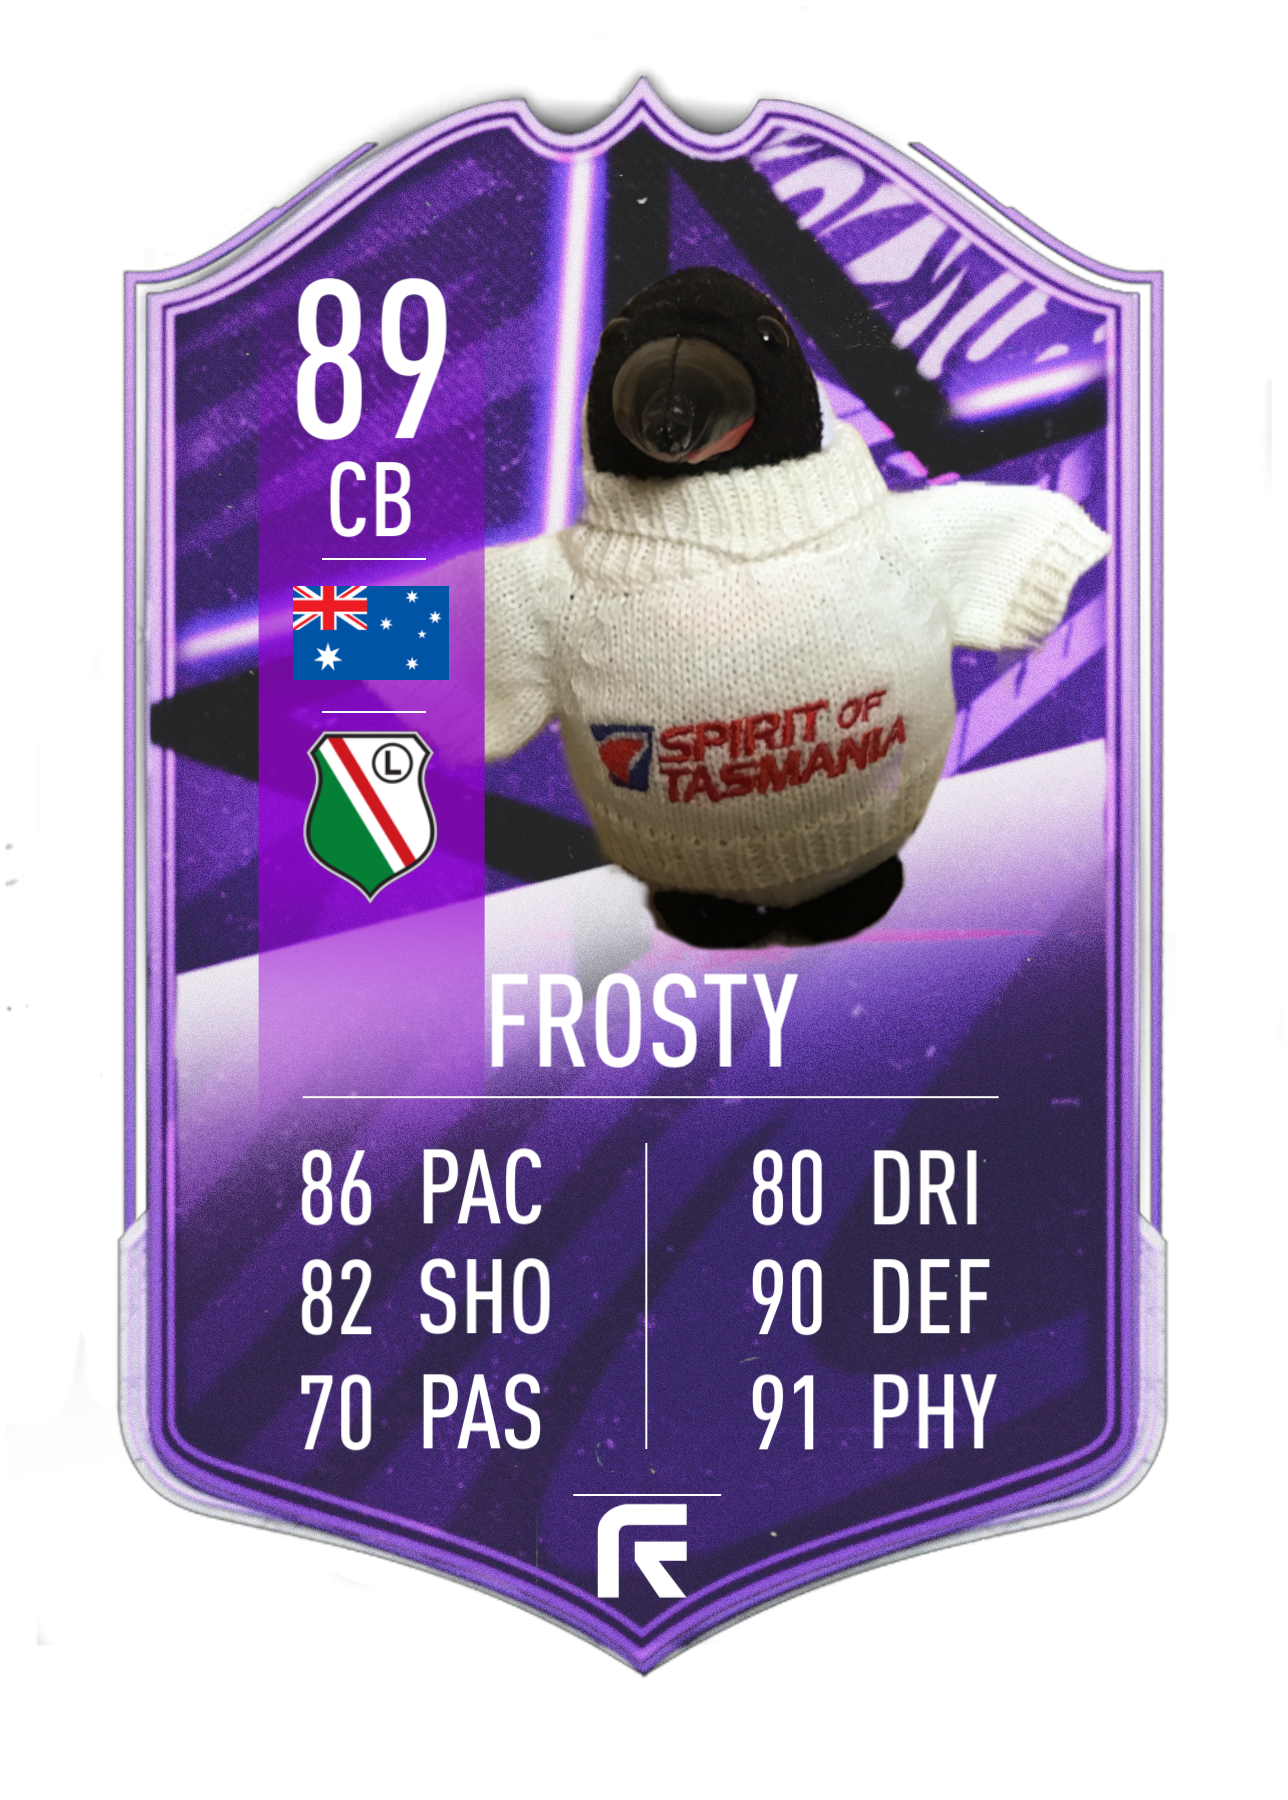 89
CB
L
SPIRIT OF
TASMANIA
FROSTY
86 PAC
82 SHO
70 PAS
80 DRI
90 DEF
91 PHY